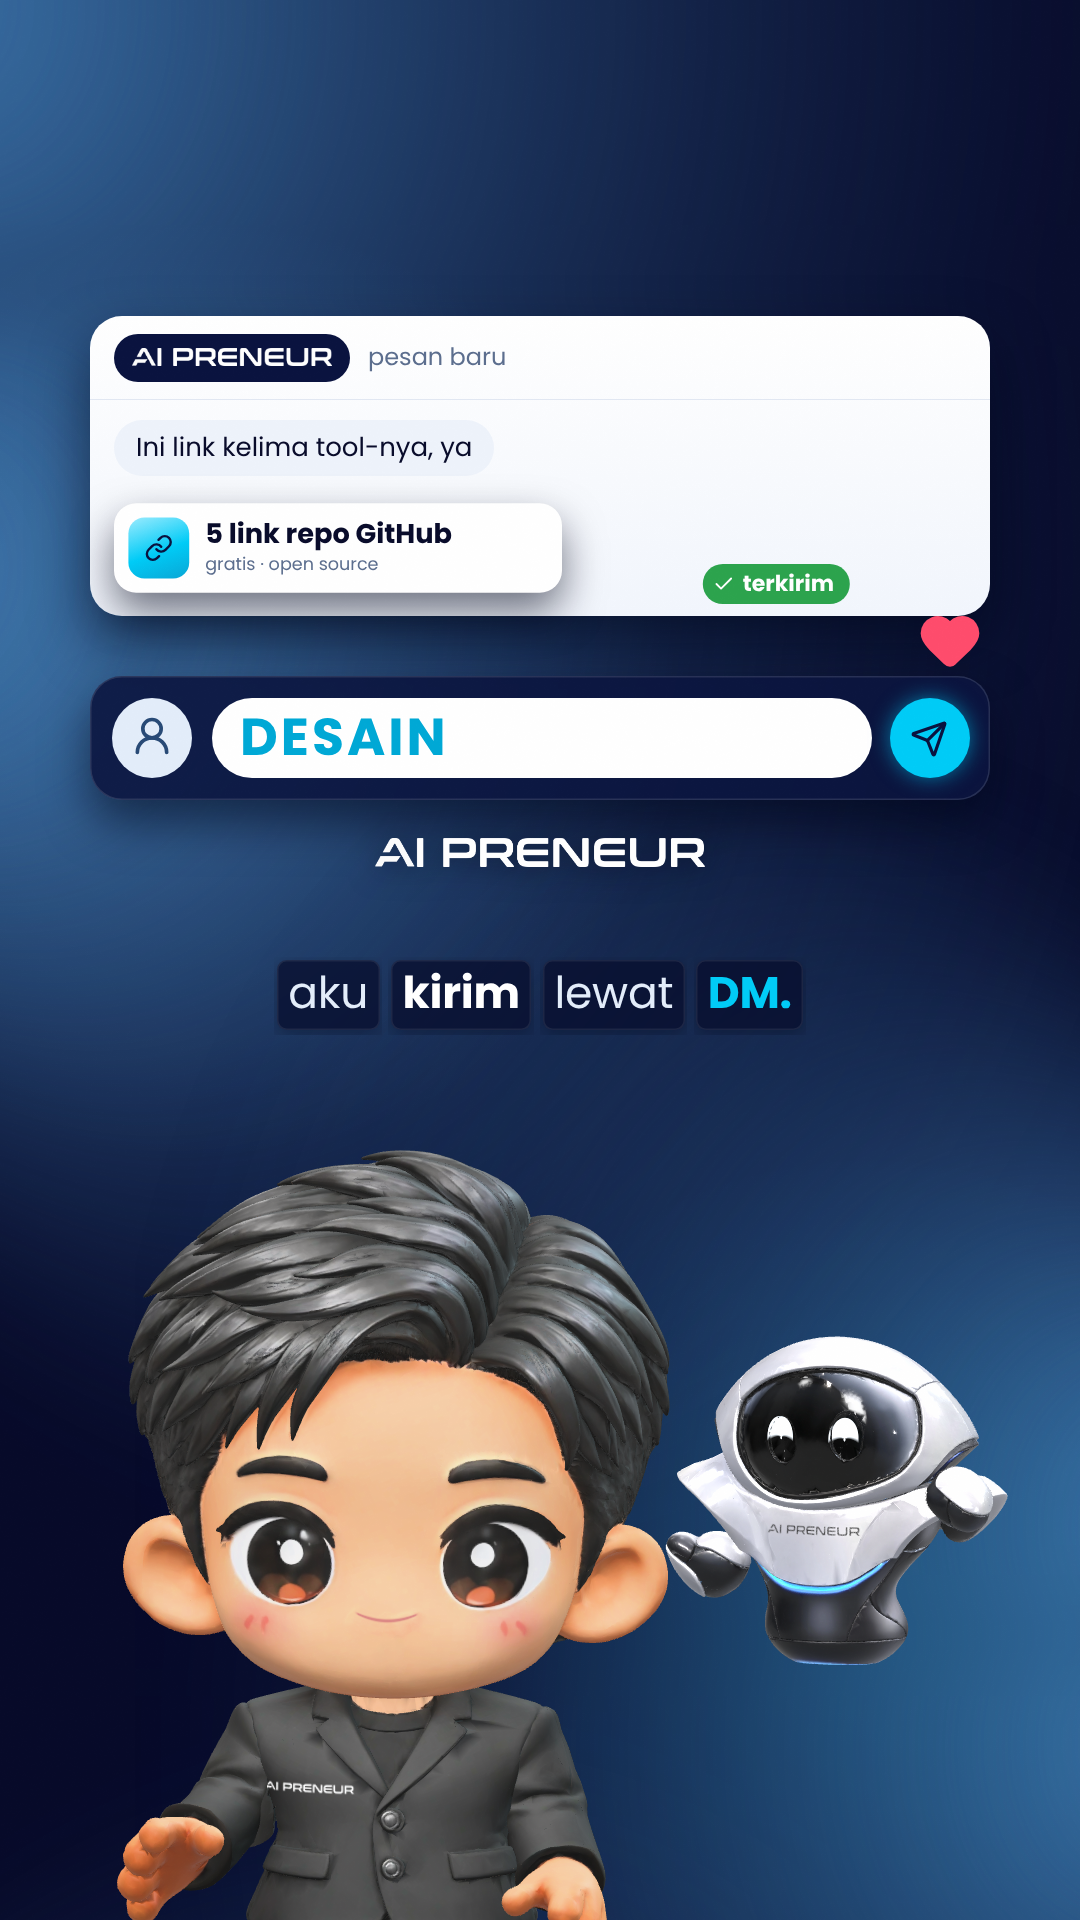 AI PRENEUR pesan baru
Ini link kelima tool-nya, ya
5 link repo GitHub
gratis · open source
terkirim
DESAIN
AI PRENEUR
aku kirim lewat DM.
AI PRENEUR
AI PRENEUR